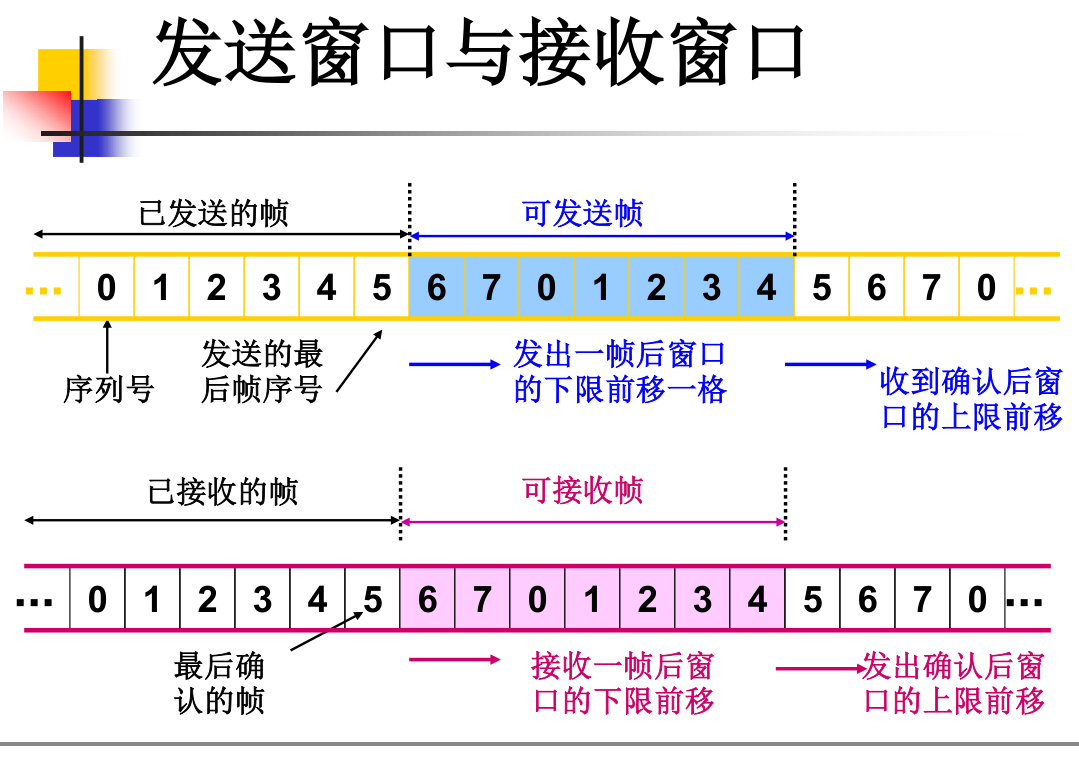 发送窗口与接收窗口
已发送的帧
可发送帧
… 0 1 2 3 4 5 6 7 0 1 2 3 4 5 6 7 0 …
序列号
发送的最
后帧序号
发出一帧后窗口
的下限前移一格
收到确认后窗
口的上限前移
已接收的帧
可接收帧
… 0 1 2 3 4 5 6 7 0 1 2 3 4 5 6 7 0 …
最后确
认的帧
接收一帧后窗
口的下限前移
发出确认后窗
口的上限前移